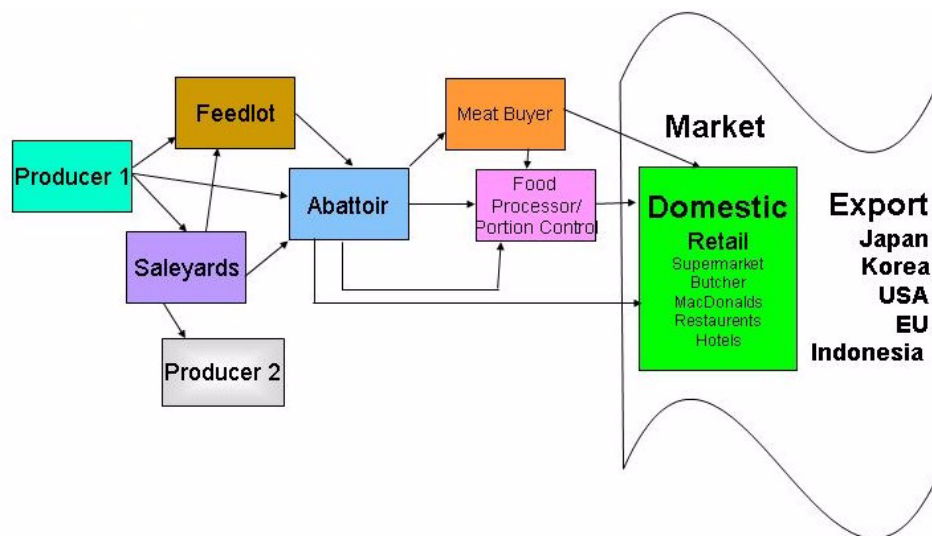 Feedlot
Meat Buyer
Market
Producer 1
Abattoir
Food
Processor/
Portion Control
Domestic
Retail
Supermarket
Butcher
MacDonalds
Restaurents
Hotels
Export
Japan
Korea
USA
EU
Indonesia
Saleyards
Producer 2